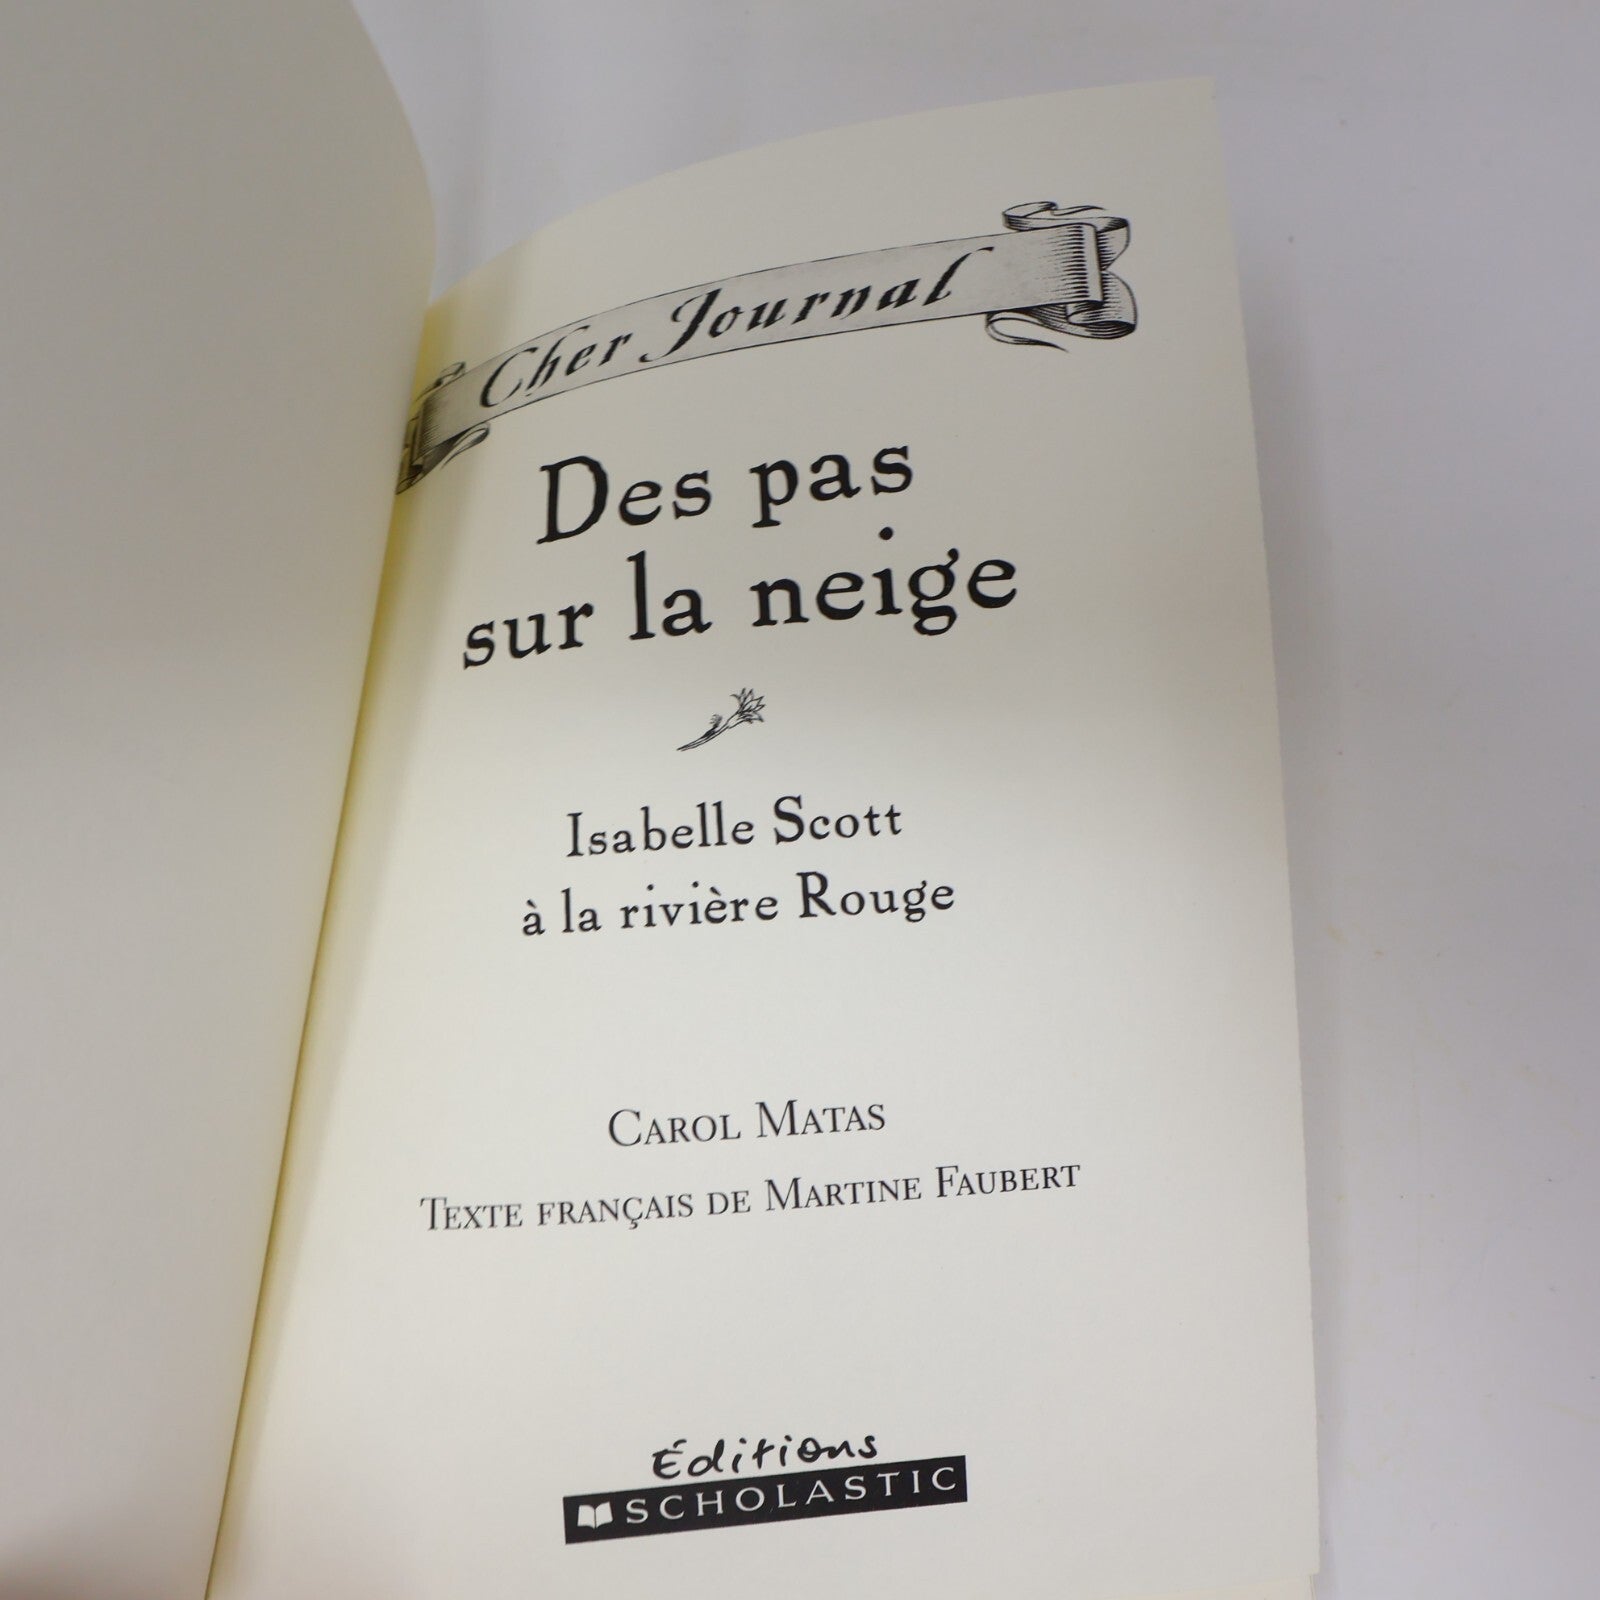 Cher Journal
Des pas
sur la neige
Isabelle Scott
à la rivière Rouge
CAROL MATAS
TEXTE FRANÇAIS DE MARTINE FAUBERT
Éditions
SCHOLASTIC